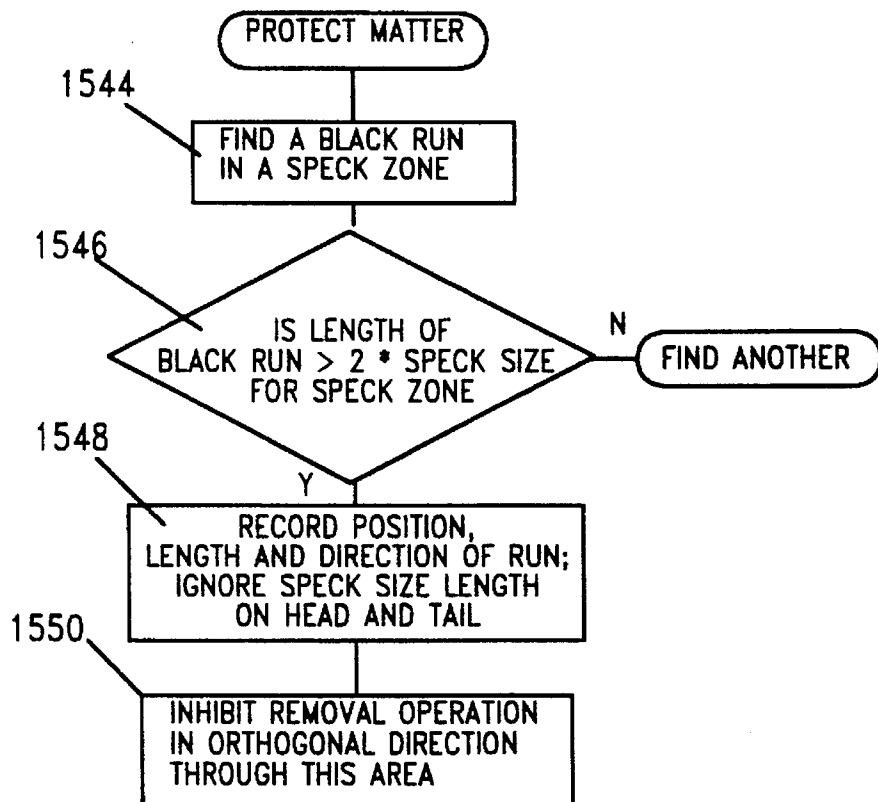 PROTECT MATTER
1544
FIND A BLACK RUN
IN A SPECK ZONE
1546
IS LENGTH OF
BLACK RUN > 2 * SPECK SIZE
FOR SPECK ZONE
N
FIND ANOTHER
1548
Y
RECORD POSITION,
LENGTH AND DIRECTION OF RUN;
IGNORE SPECK SIZE LENGTH
ON HEAD AND TAIL
1550
INHIBIT REMOVAL OPERATION
IN ORTHOGONAL DIRECTION
THROUGH THIS AREA